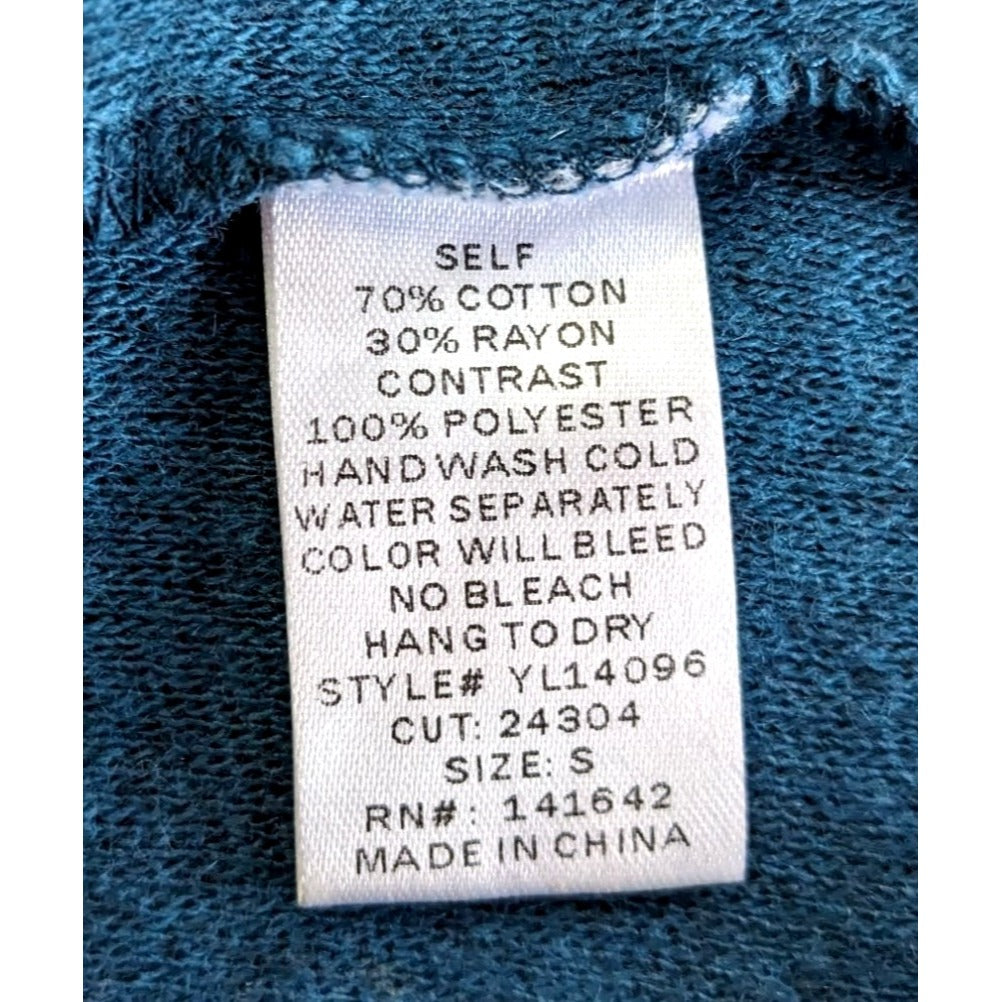 SELF
70% COTTON
30% RAYON
CONTRAST
100% POLYESTER
HAND WASH COLD
WATER SEPARATELY
COLOR WILL BLEED
NO BLEACH
HANG TO DRY
STYLE# YL14096
CUT: 24304
SIZE: S
RN#: 141642
MADE IN CHINA